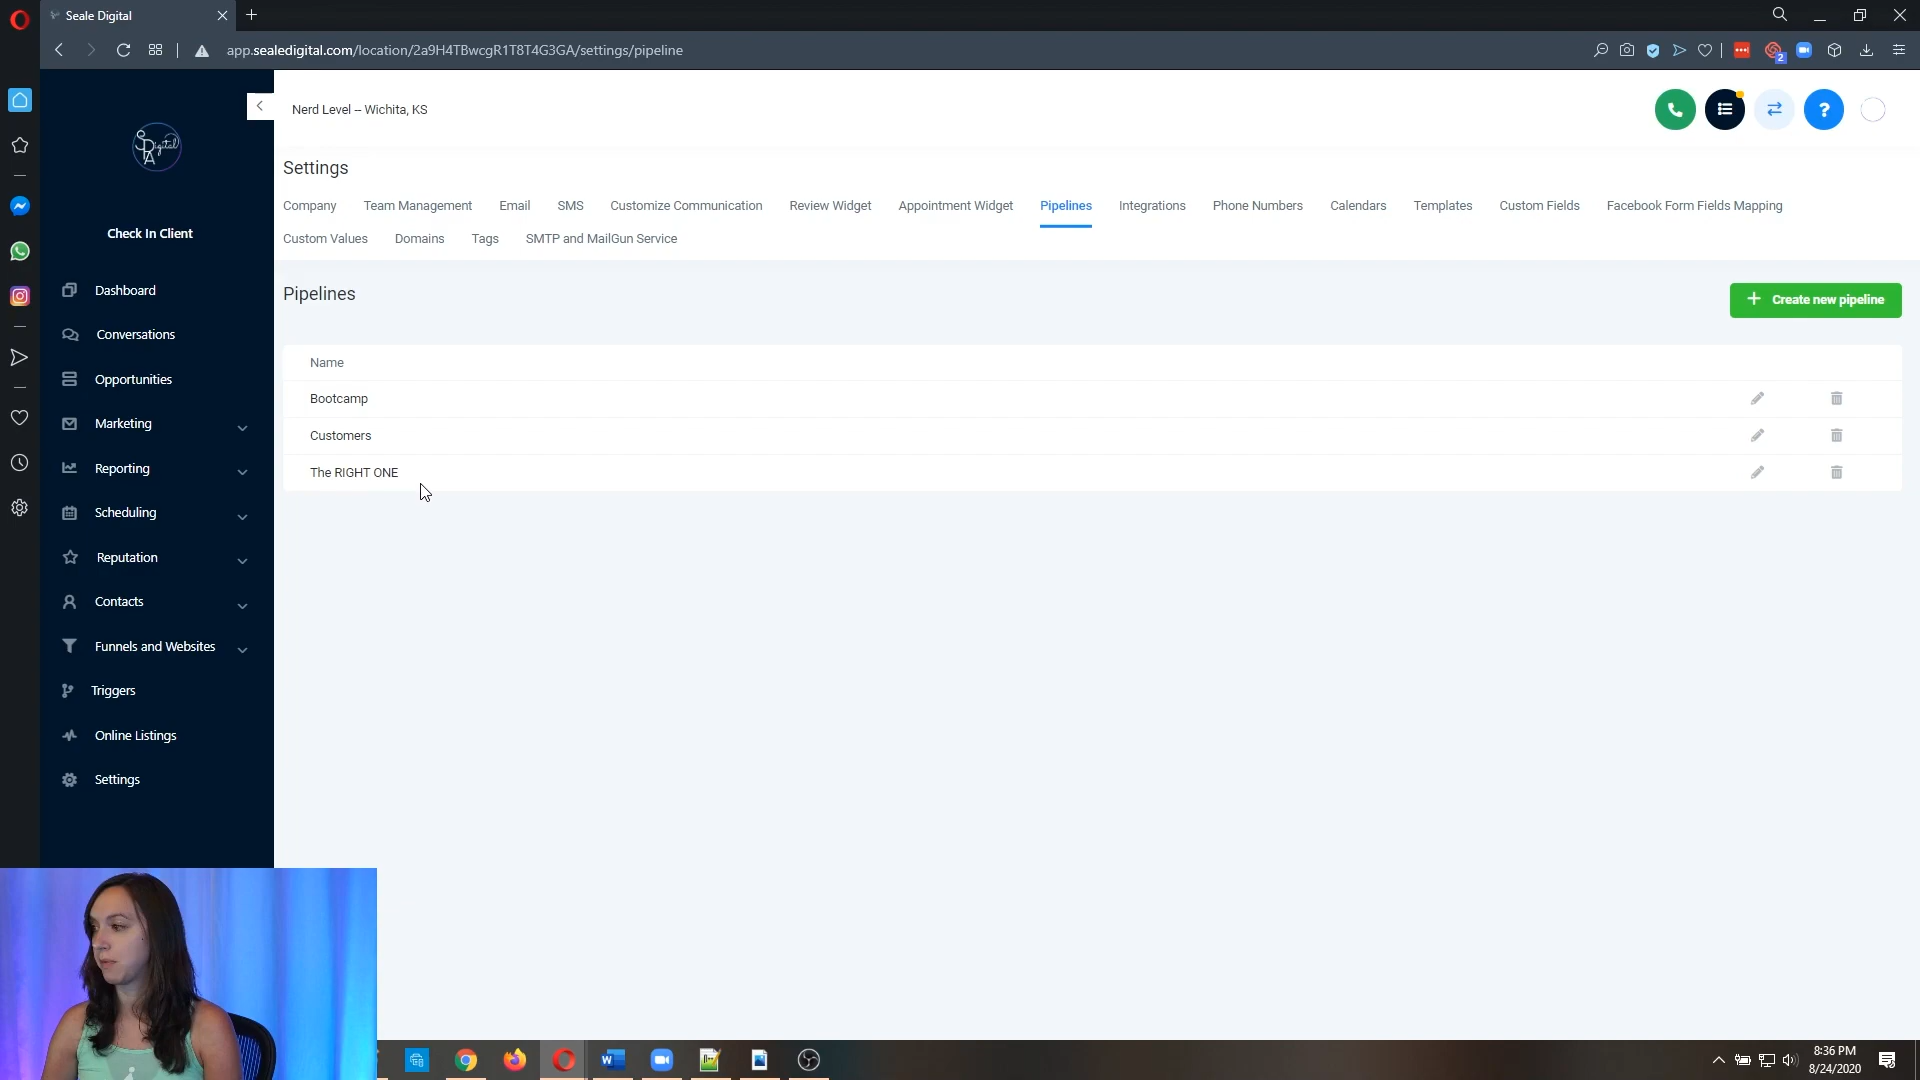 Seale Digital
app.sealedigital.com/location/2a9H4TBwcgR1T8T4G3GA/settings/pipeline
2
Nerd Level – Wichita, KS
?
SPA Digital
Settings
Company Team Management Email SMS Customize Communication Review Widget Appointment Widget Pipelines Integrations Phone Numbers Calendars Templates Custom Fields Facebook Form Fields Mapping
Custom Values Domains Tags SMTP and MailGun Service
Check In Client
Dashboard
Conversations
Opportunities
Marketing
Reporting
Scheduling
Reputation
Contacts
Funnels and Websites
Triggers
Online Listings
Settings
Pipelines
+ Create new pipeline
Name
Bootcamp
Customers
The RIGHT ONE
8:36 PM
8/24/2020